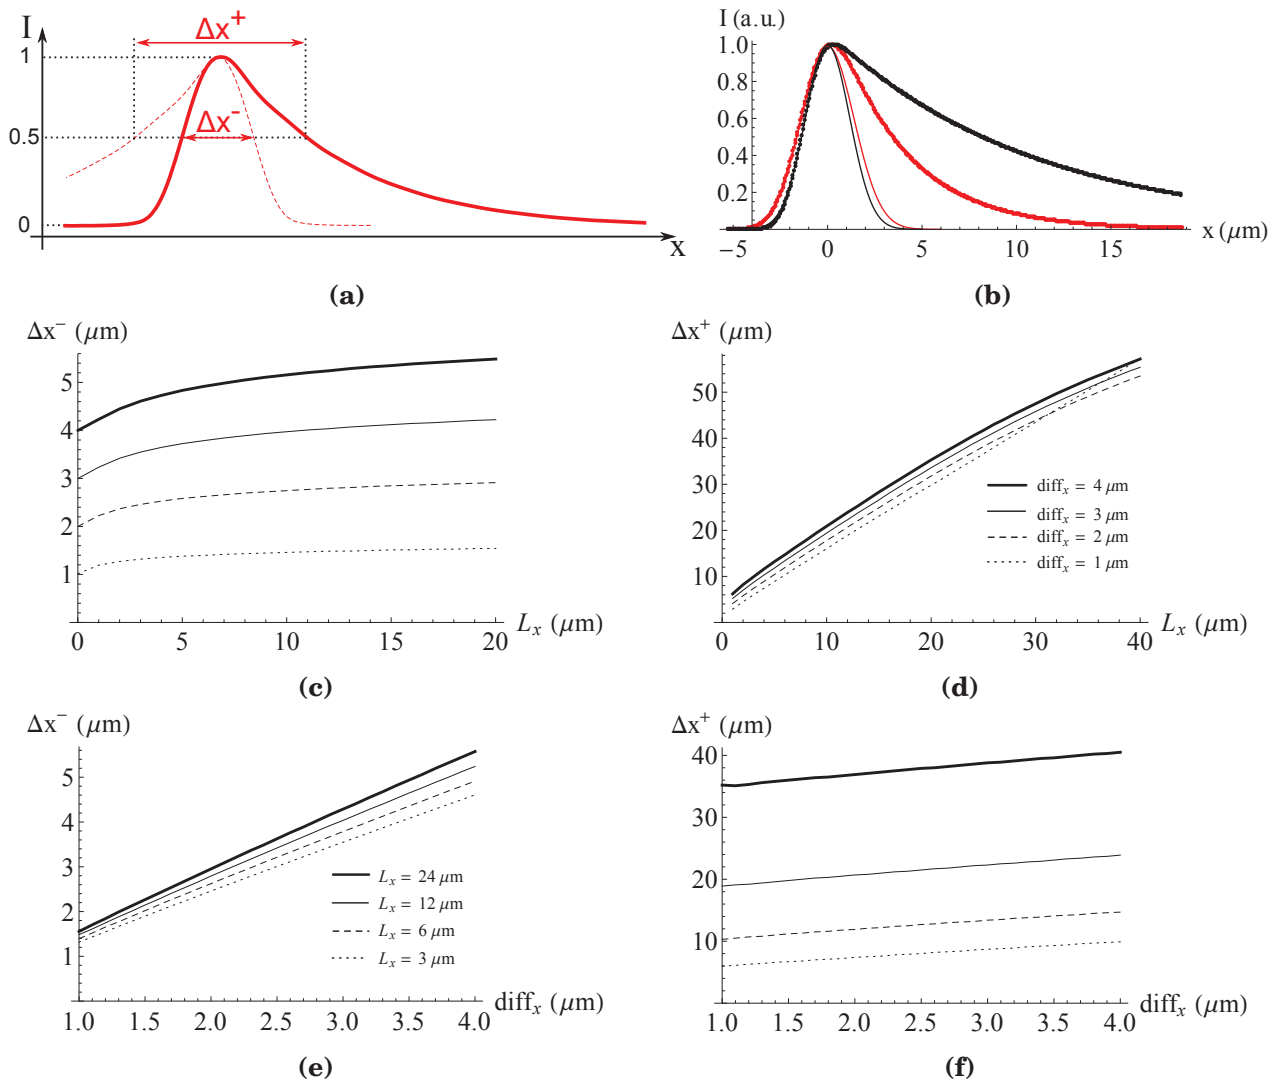 I
Δx⁺
1
Δx⁻
0.5
0
x
(a)
I (a.u.)
1.0
0.8
0.6
0.4
0.2
−5 0 5 10 15
x (μm)
(b)
Δx⁻ (μm)
5
4
3
2
1
0 5 10 15 20
Lₓ (μm)
(c)
Δx⁺ (μm)
50
40
30
20
10
diffₓ = 4 μm
diffₓ = 3 μm
diffₓ = 2 μm
diffₓ = 1 μm
0 10 20 30 40
Lₓ (μm)
(d)
Δx⁻ (μm)
5
4
3
2
1
Lₓ = 24 μm
Lₓ = 12 μm
Lₓ = 6 μm
Lₓ = 3 μm
1.0 1.5 2.0 2.5 3.0 3.5 4.0
diffₓ (μm)
(e)
Δx⁺ (μm)
40
30
20
10
1.0 1.5 2.0 2.5 3.0 3.5 4.0
diffₓ (μm)
(f)